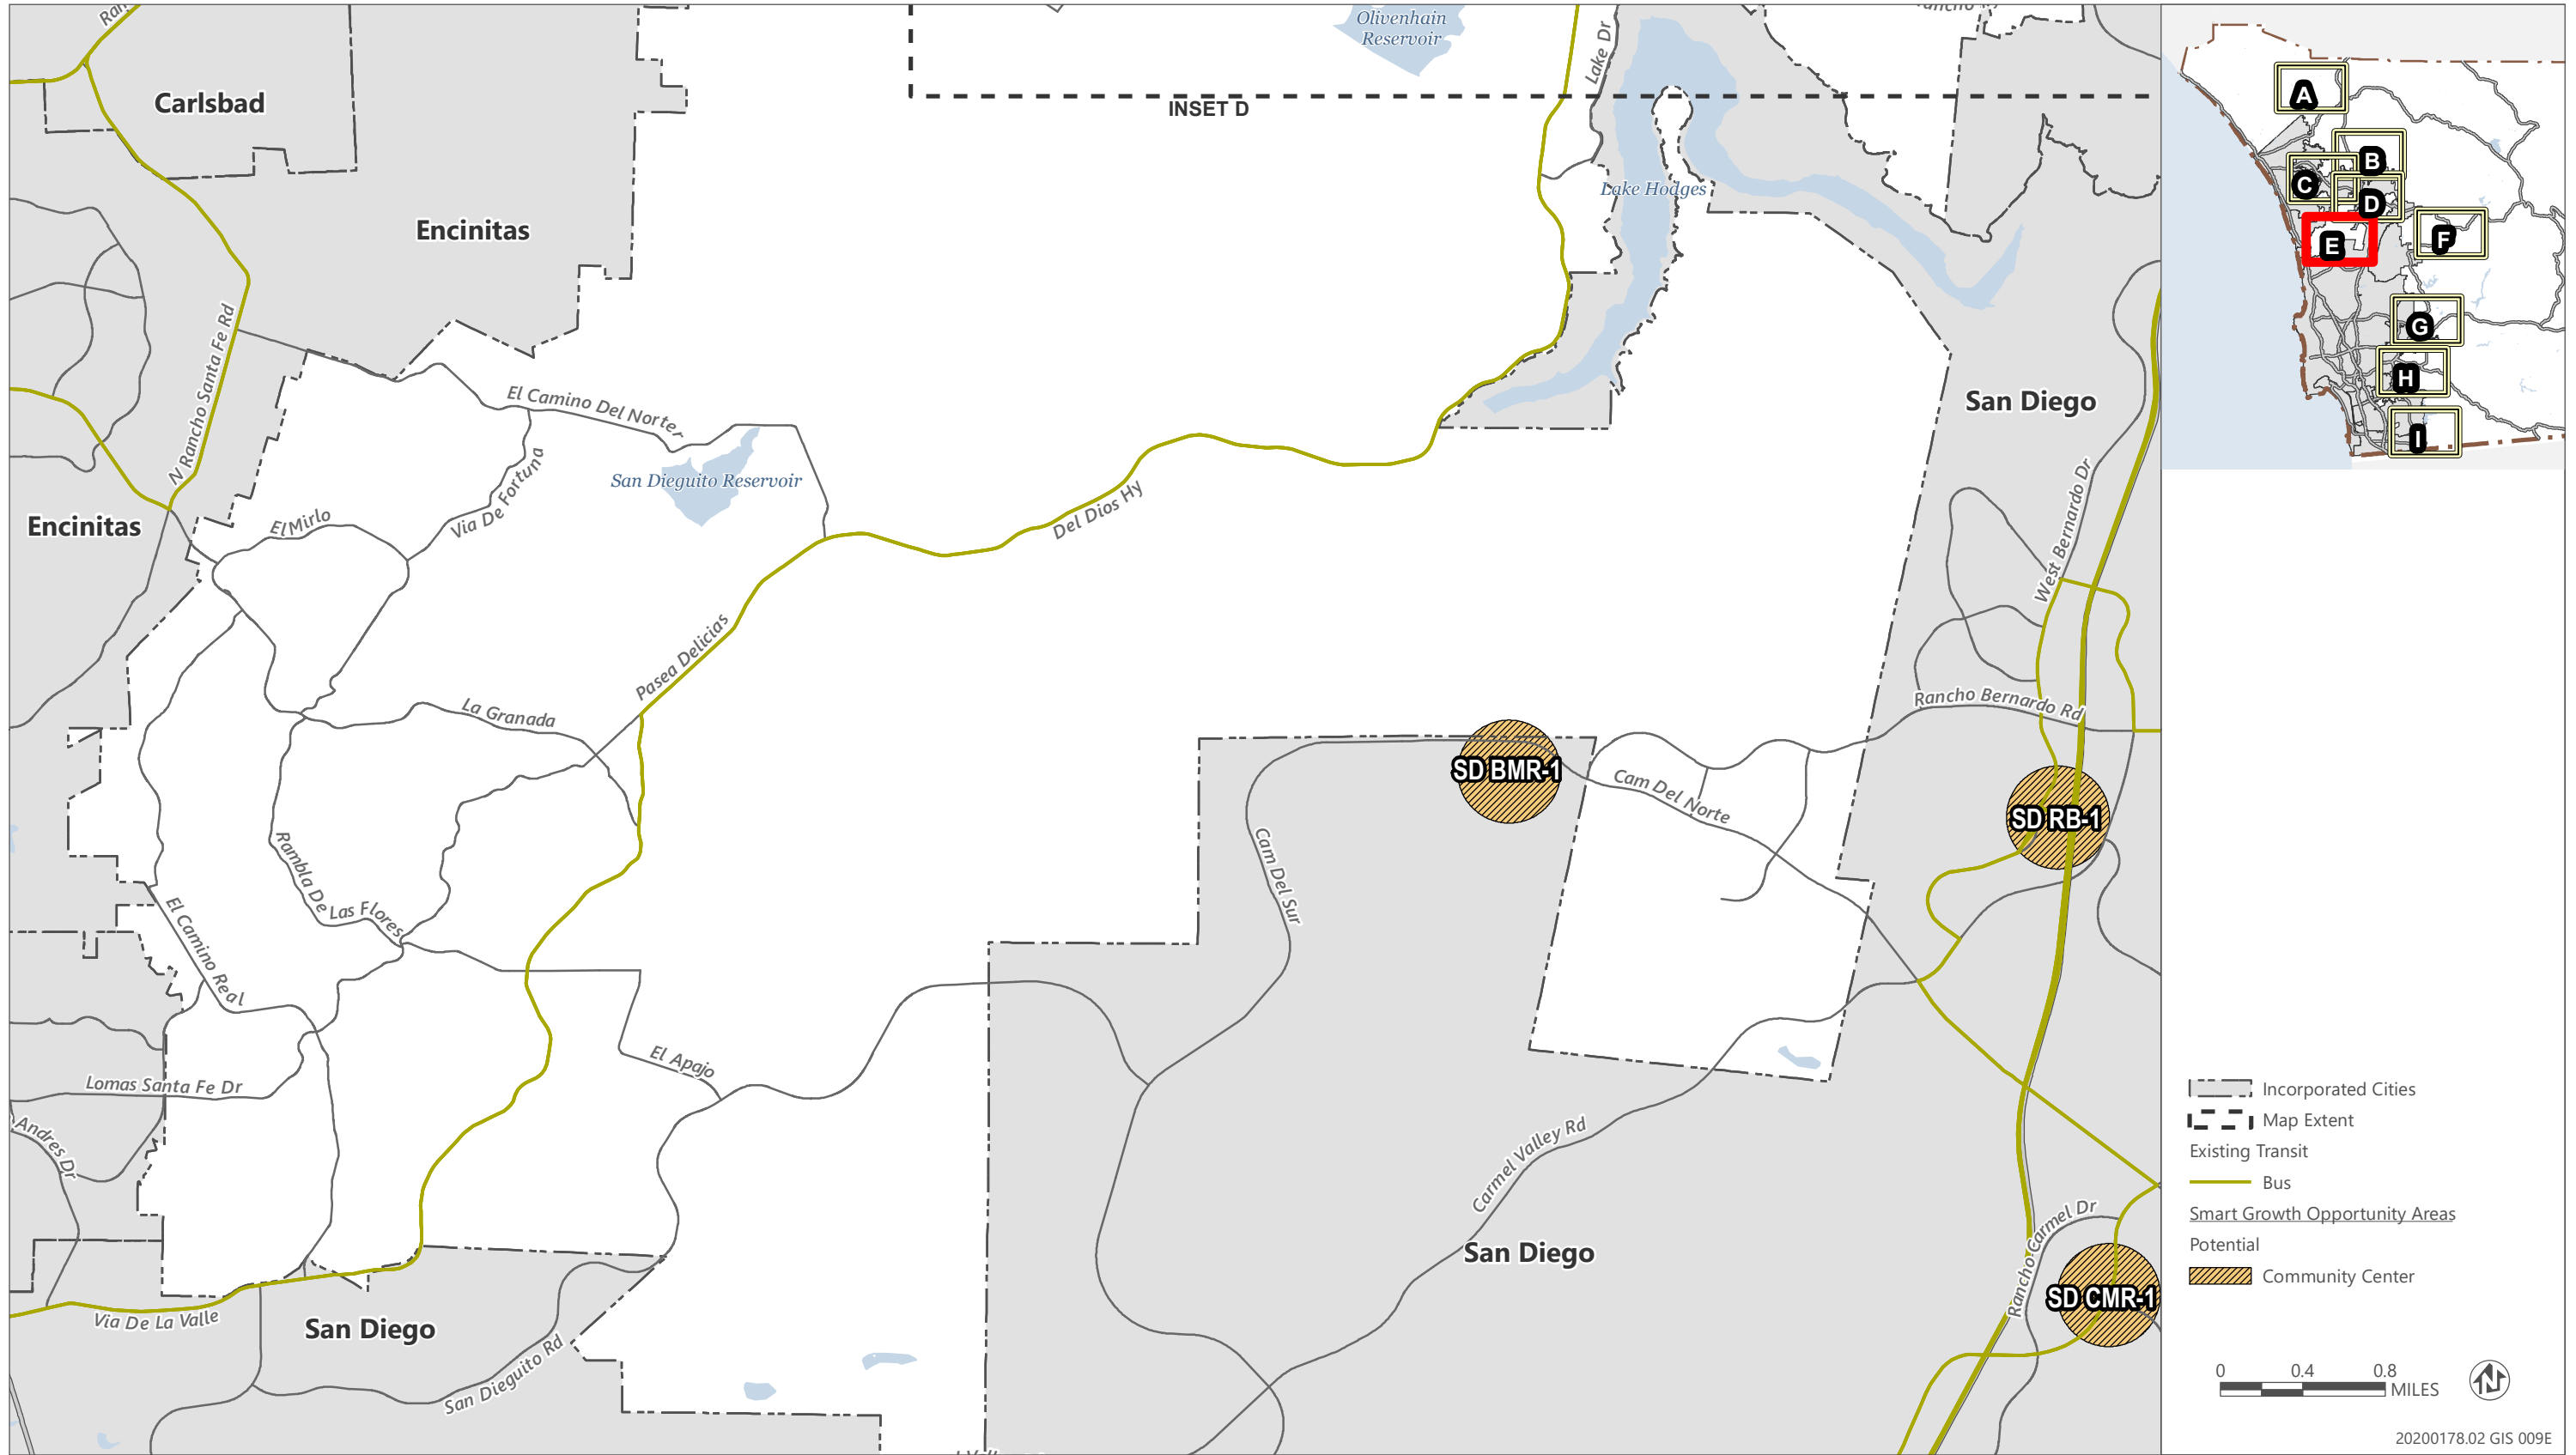 Carlsbad
Olivenhain
Reservoir
Lake Dr
INSET D
Encinitas
Lake Hodges
N Rancho Santa Fe Rd
El Camino Del Norte
San Diego
San Dieguito Reservoir
Via De Fortuna
El Mirlo
Encinitas
Del Dios Hy
West Bernardo Dr
Pasea Delicias
La Granada
Rancho Bernardo Rd
SD BMR-1
Cam Del Norte
SD RB-1
Cam Del Sur
Rambla De Las Flores
El Camino Real
El Apajo
Lomas Santa Fe Dr
Andres Dr
Carmel Valley Rd
San Diego
Rancho Carmel Dr
SD CMR-1
Via De La Valle
San Diego
San Dieguito Rd
A
B
C
D
E
F
G
H
I
Incorporated Cities
Map Extent
Existing Transit
Bus
Smart Growth Opportunity Areas
Potential
Community Center
0 0.4 0.8
MILES
N
20200178.02 GIS 009E